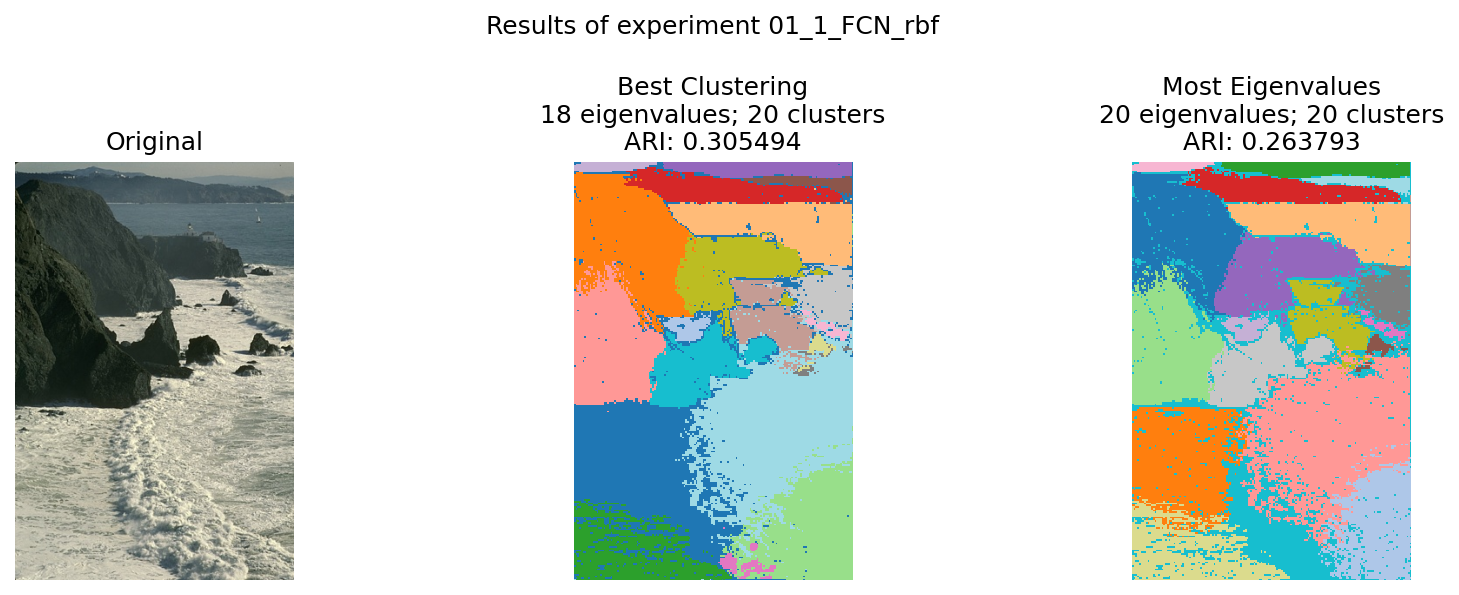 Results of experiment 01_1_FCN_rbf
Original
Best Clustering
18 eigenvalues; 20 clusters
ARI: 0.305494
Most Eigenvalues
20 eigenvalues; 20 clusters
ARI: 0.263793